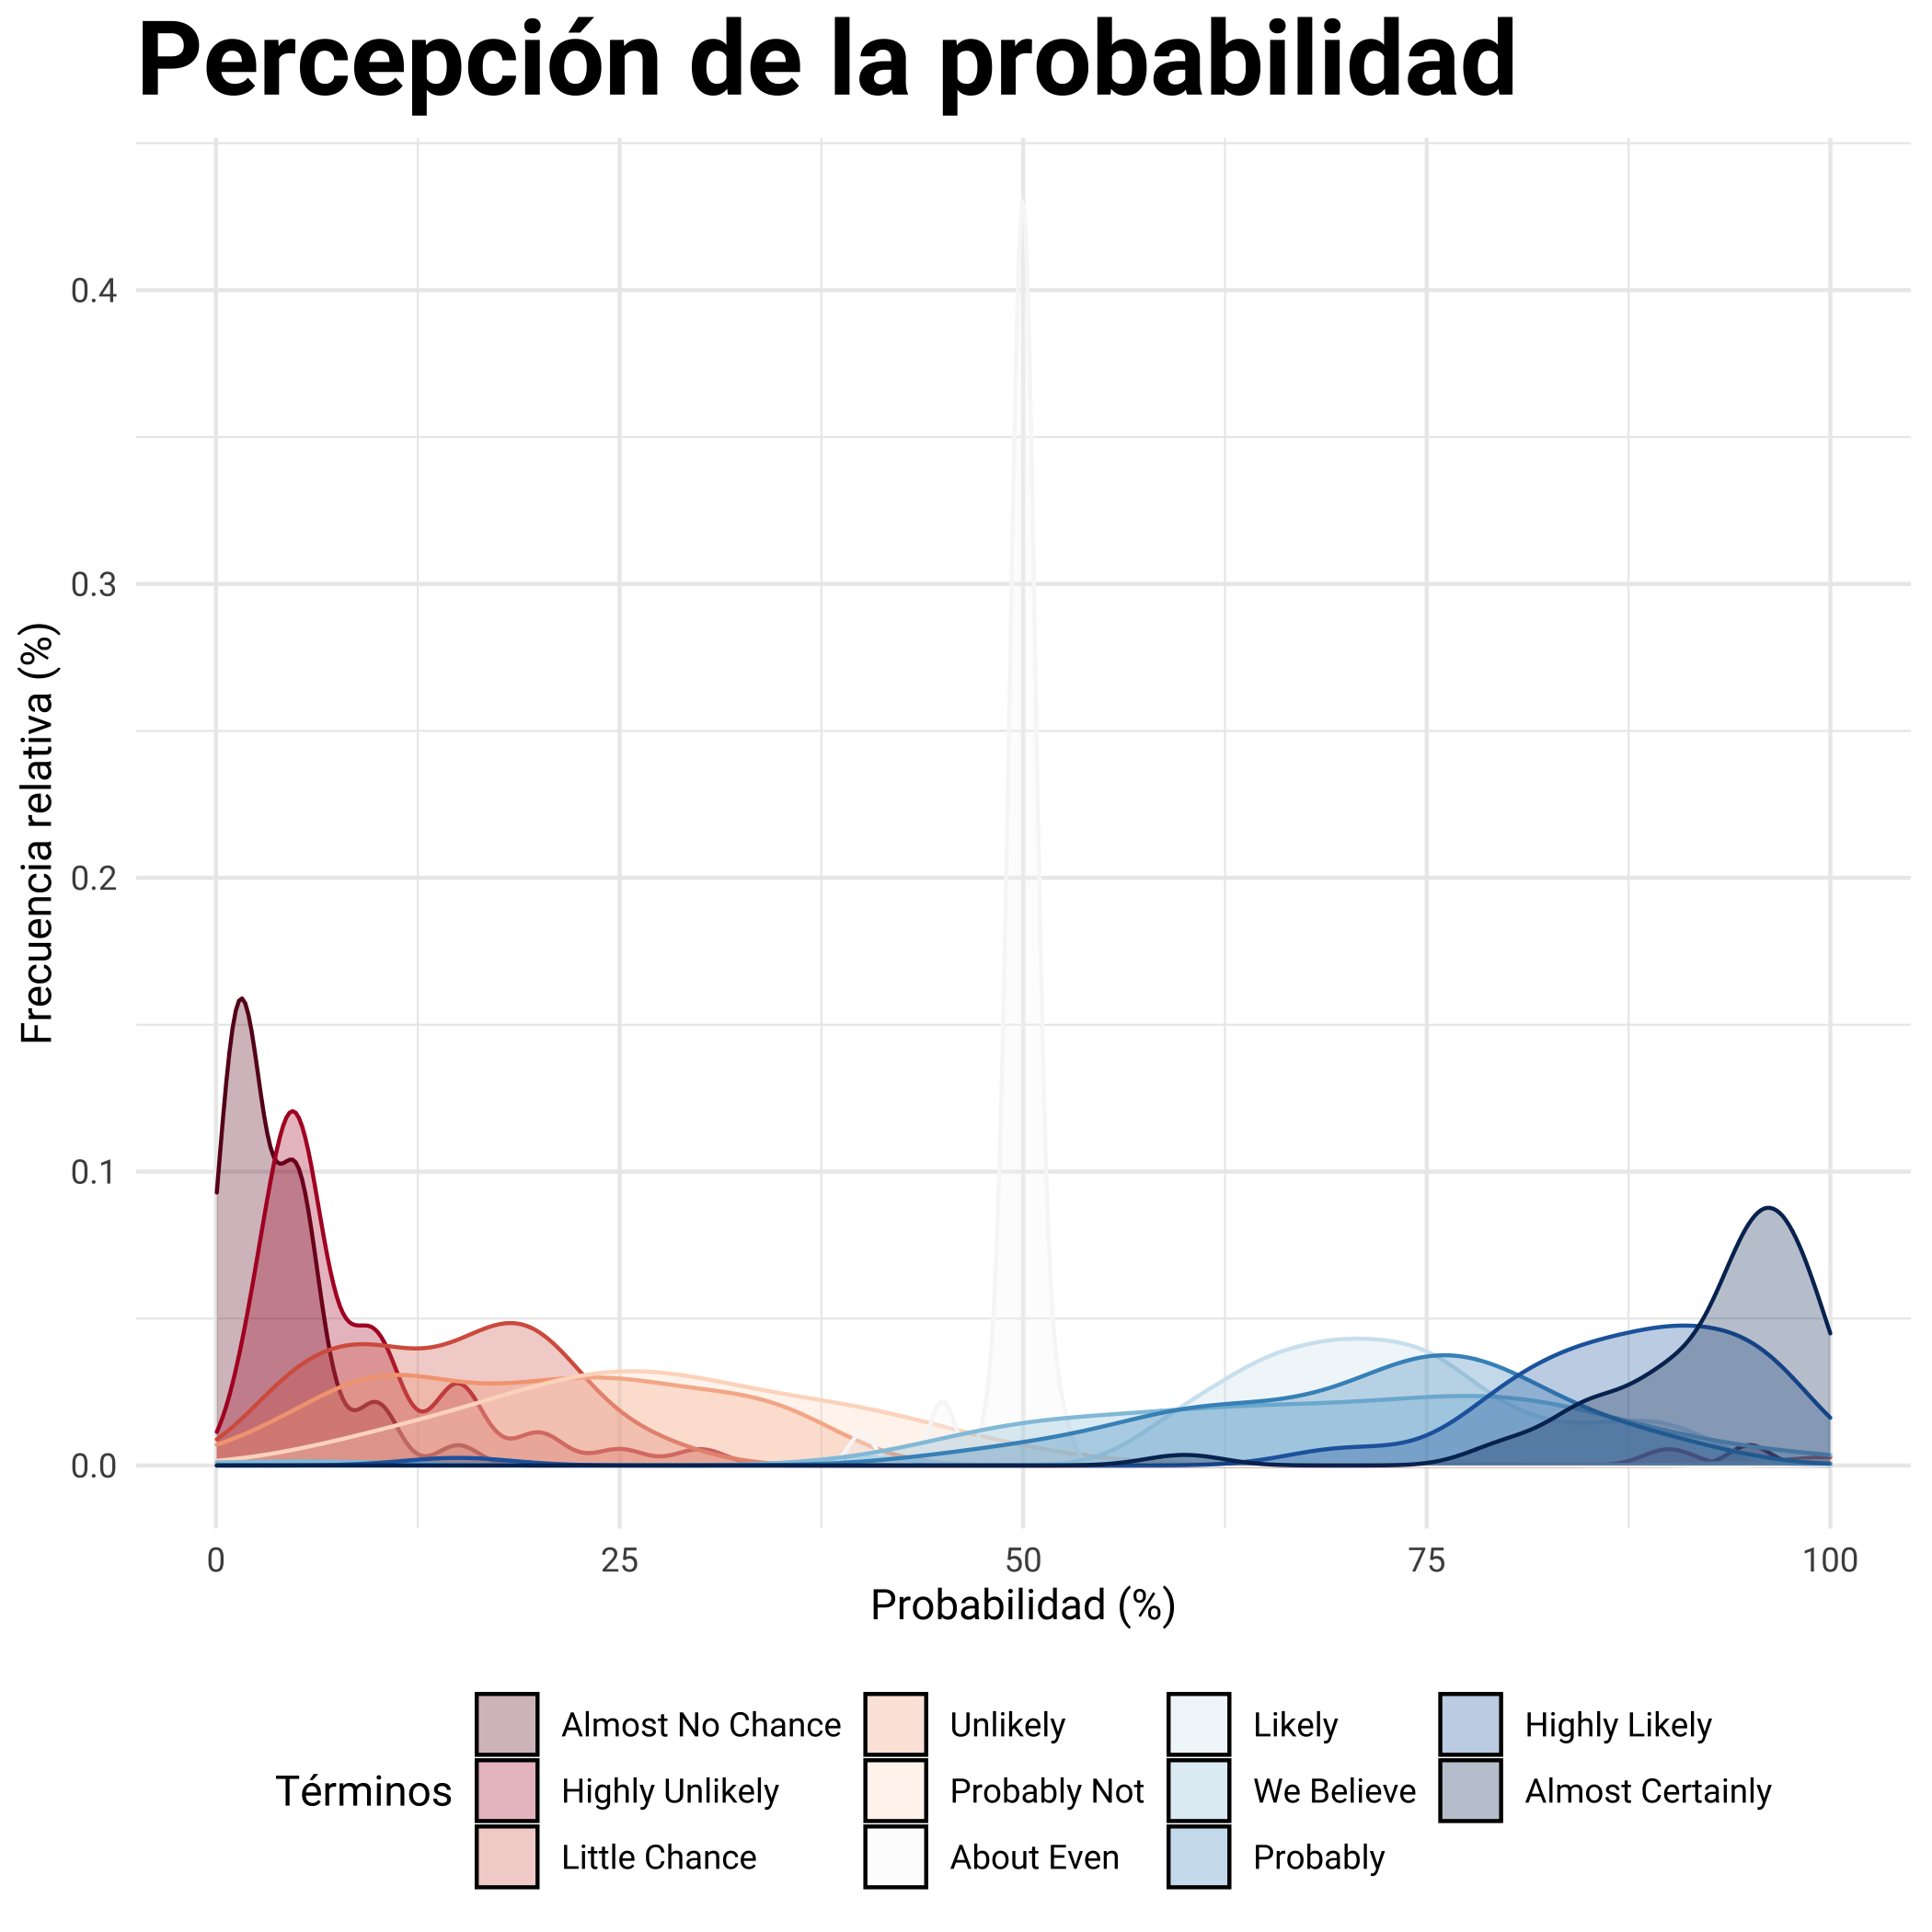 Percepción de la probabilidad
Frecuencia relativa (%)
0.4
0.3
0.2
0.1
0.0
0 25 50 75 100
Probabilidad (%)
Términos
Almost No Chance
Highly Unlikely
Little Chance
Unlikely
Probably Not
About Even
Likely
We Believe
Probably
Highly Likely
Almost Certainly